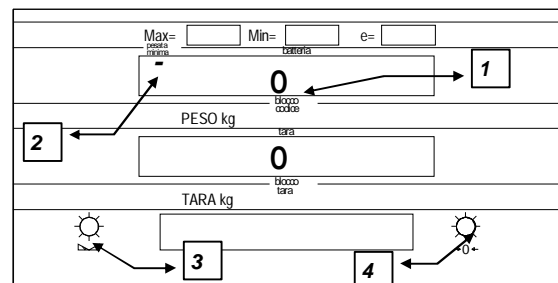 Max= Min= e=
pesata minima batteria
-
0 1
blocco codice
PESO kg
2 tara
0
blocco tara
TARA kg
3 4 →0←